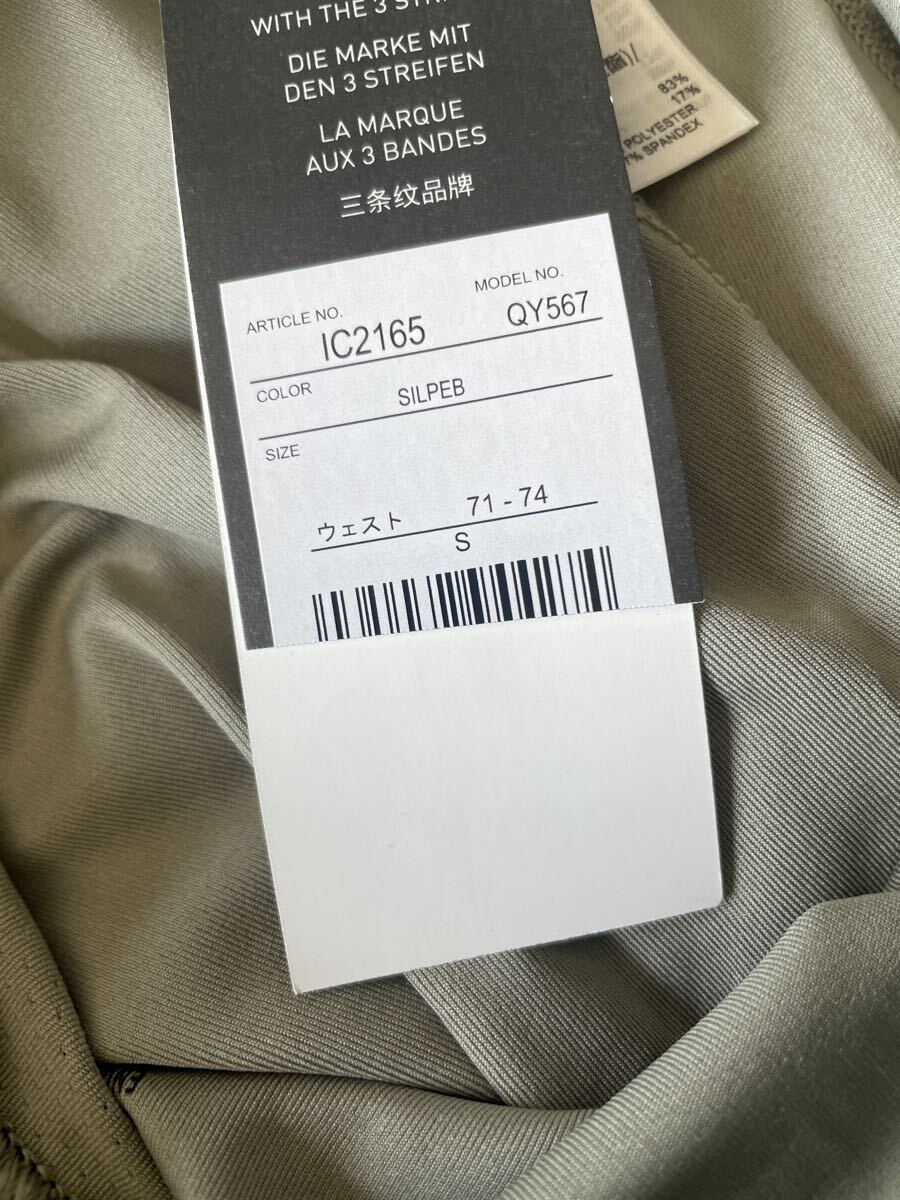 WITH THE 3 STRI
DIE MARKE MIT
DEN 3 STREIFEN
LA MARQUE
AUX 3 BANDES
三条纹品牌
83%
17%
POLYESTER
% SPANDEX
ARTICLE NO.
IC2165
MODEL NO.
QY567
COLOR
SILPEB
SIZE
ウェスト 71 - 74
S